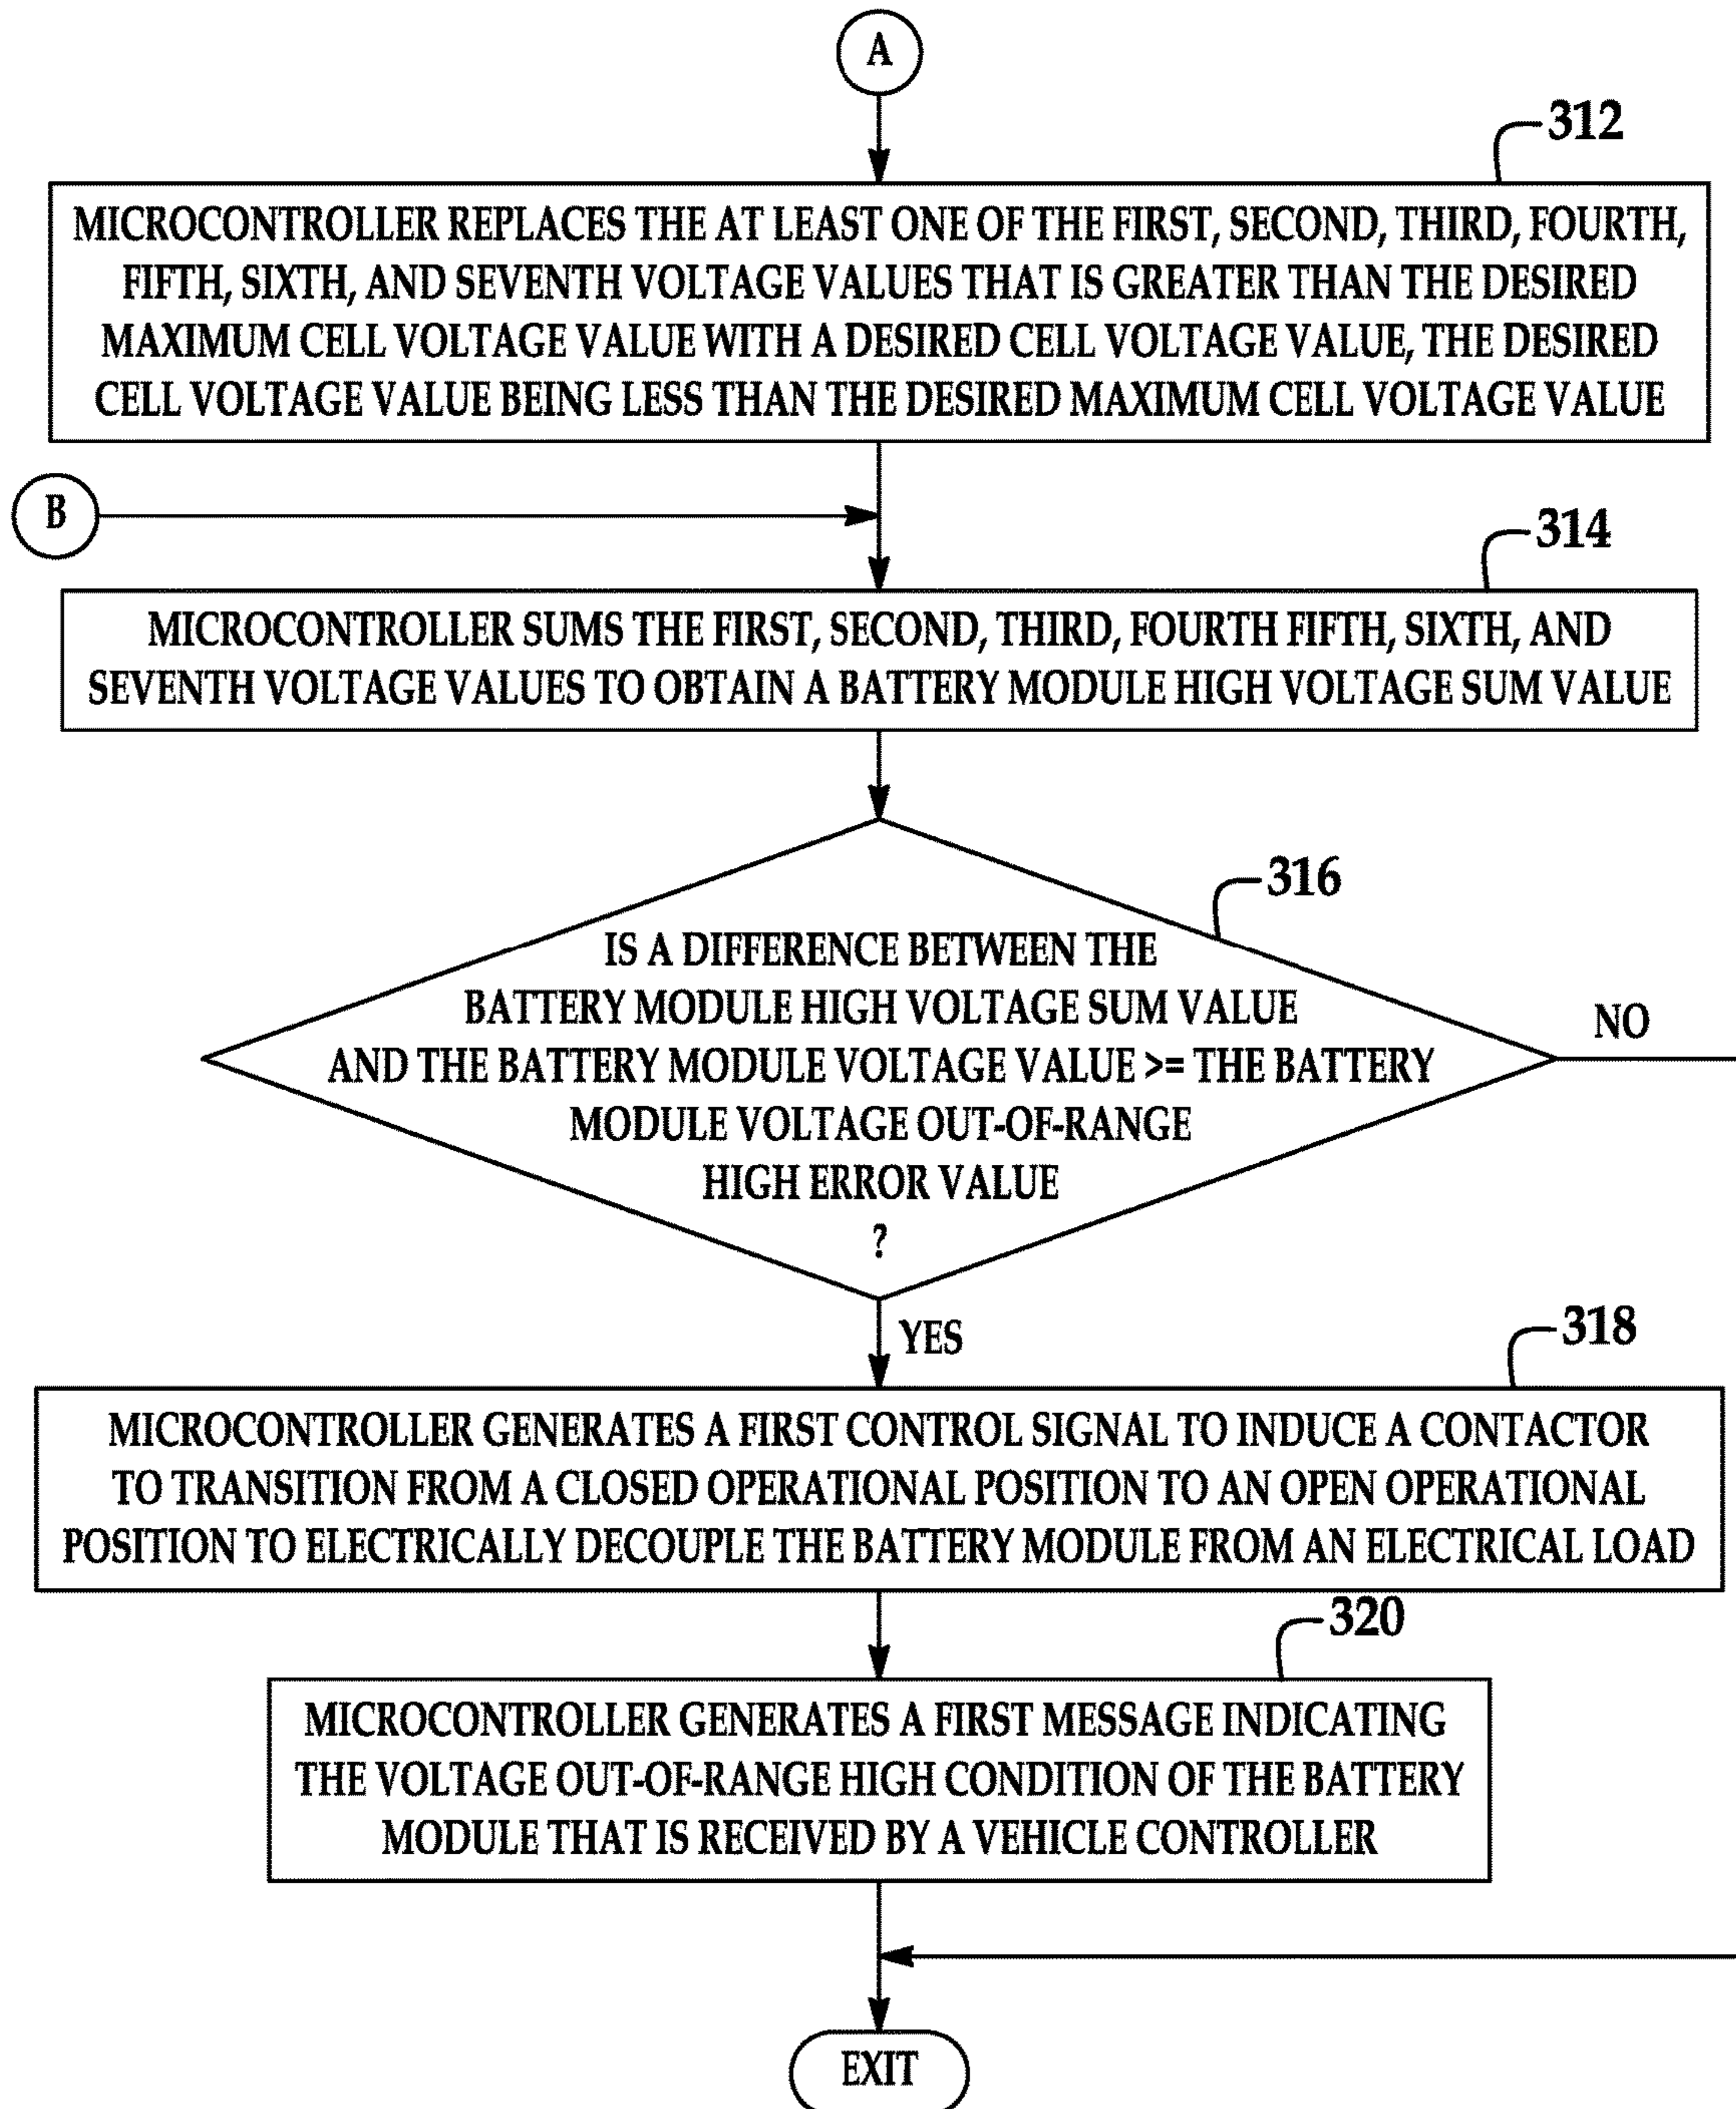 A
312
MICROCONTROLLER REPLACES THE AT LEAST ONE OF THE FIRST, SECOND, THIRD, FOURTH,
FIFTH, SIXTH, AND SEVENTH VOLTAGE VALUES THAT IS GREATER THAN THE DESIRED
MAXIMUM CELL VOLTAGE VALUE WITH A DESIRED CELL VOLTAGE VALUE, THE DESIRED
CELL VOLTAGE VALUE BEING LESS THAN THE DESIRED MAXIMUM CELL VOLTAGE VALUE
B
314
MICROCONTROLLER SUMS THE FIRST, SECOND, THIRD, FOURTH FIFTH, SIXTH, AND
SEVENTH VOLTAGE VALUES TO OBTAIN A BATTERY MODULE HIGH VOLTAGE SUM VALUE
316
IS A DIFFERENCE BETWEEN THE
BATTERY MODULE HIGH VOLTAGE SUM VALUE
AND THE BATTERY MODULE VOLTAGE VALUE >= THE BATTERY
MODULE VOLTAGE OUT-OF-RANGE
HIGH ERROR VALUE
?
NO
YES
318
MICROCONTROLLER GENERATES A FIRST CONTROL SIGNAL TO INDUCE A CONTACTOR
TO TRANSITION FROM A CLOSED OPERATIONAL POSITION TO AN OPEN OPERATIONAL
POSITION TO ELECTRICALLY DECOUPLE THE BATTERY MODULE FROM AN ELECTRICAL LOAD
320
MICROCONTROLLER GENERATES A FIRST MESSAGE INDICATING
THE VOLTAGE OUT-OF-RANGE HIGH CONDITION OF THE BATTERY
MODULE THAT IS RECEIVED BY A VEHICLE CONTROLLER
EXIT